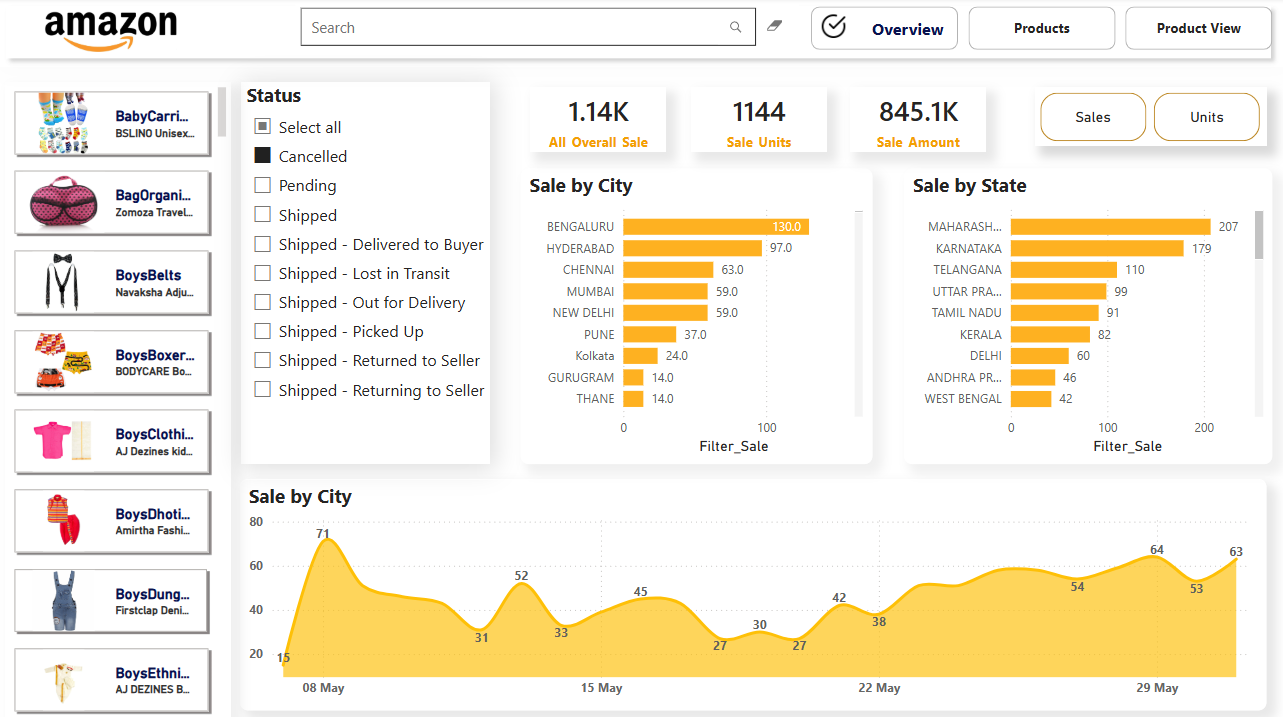 amazon
Search
Overview
Products
Product View
BabyCarri...
BSLINO Unisex...
BagOrgani...
Zomoza Travel...
BoysBelts
Navaksha Adju...
BoysBoxer...
BODYCARE Bo...
BoysClothi...
AJ Dezines kid...
BoysDhoti...
Amirtha Fashi...
BoysDung...
Firstclap Deni...
BoysEthni...
AJ DEZINES B...
Status
Select all
Cancelled
Pending
Shipped
Shipped - Delivered to Buyer
Shipped - Lost in Transit
Shipped - Out for Delivery
Shipped - Picked Up
Shipped - Returned to Seller
Shipped - Returning to Seller
1.14K
All Overall Sale
1144
Sale Units
845.1K
Sale Amount
Sales
Units
Sale by City
BENGALURU 130.0
HYDERABAD 97.0
CHENNAI 63.0
MUMBAI 59.0
NEW DELHI 59.0
PUNE 37.0
Kolkata 24.0
GURUGRAM 14.0
THANE 14.0
0 100
Filter_Sale
Sale by State
MAHARASH... 207
KARNATAKA 179
TELANGANA 110
UTTAR PRA... 99
TAMIL NADU 91
KERALA 82
DELHI 60
ANDHRA PR... 46
WEST BENGAL 42
0 100 200
Filter_Sale
Sale by City
80
60
40
20
15 71 31 52 33 45 27 30 27 42 38 54 64 53 63
08 May 15 May 22 May 29 May